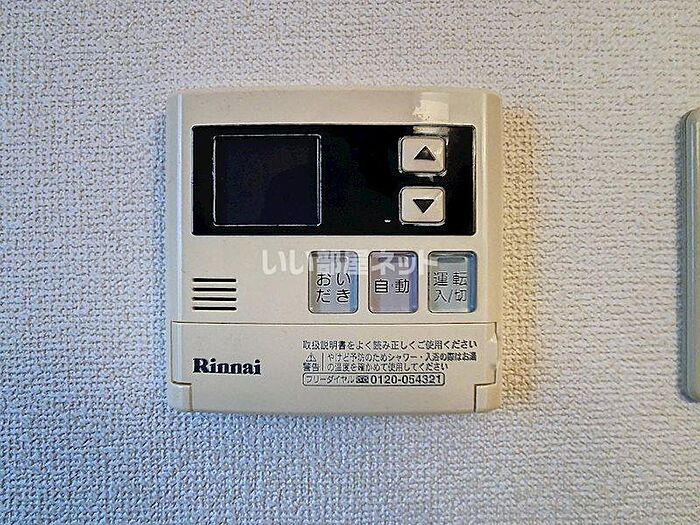 いい部屋ネット
おい
だき
自動
運転
入/切
取扱説明書をよく読み正しくご使用ください
警告
やけど予防のためシャワー・入浴の際はお湯
の温度を確かめて使用してください
Rinnai
フリーダイヤル 0120-054321